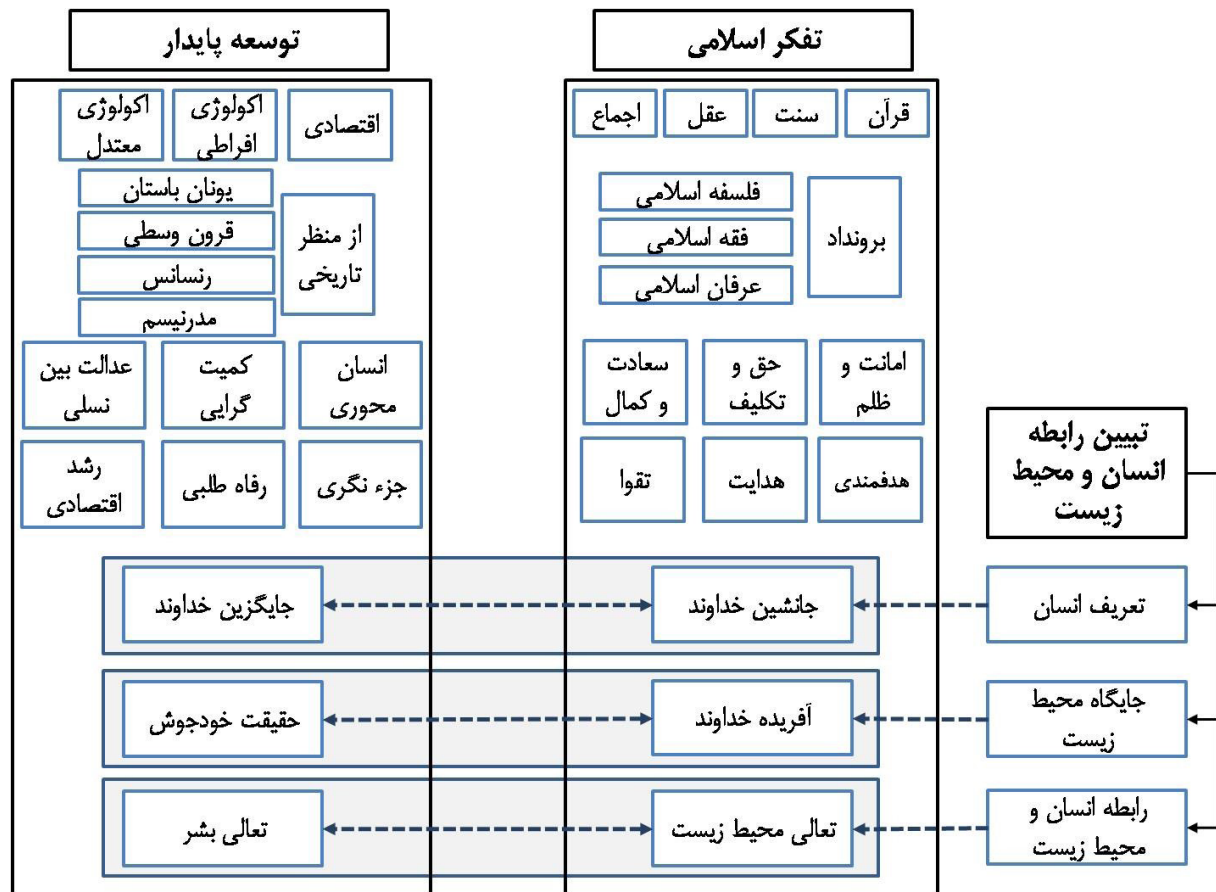 تفکر اسلامی
قرآن
سنت
عقل
اجماع
برونداد
فلسفه اسلامی
فقه اسلامی
عرفان اسلامی
امانت و
ظلم
حق و
تکلیف
سعادت
و کمال
هدفمندی
هدایت
تقوا
توسعه پایدار
اقتصادی
اکولوژی
افراطی
اکولوژی
معتدل
از منظر
تاریخی
یونان باستان
قرون وسطی
رنسانس
مدرنیسم
انسان
محوری
کمیت
گرایی
عدالت بین
نسلی
جزء نگری
رفاه طلبی
رشد
اقتصادی
تبیین رابطه
انسان و محیط
زیست
تعریف انسان
جانشین خداوند
جایگزین خداوند
جایگاه محیط
زیست
آفریده خداوند
حقیقت خودجوش
رابطه انسان و
محیط زیست
تعالی محیط زیست
تعالی بشر